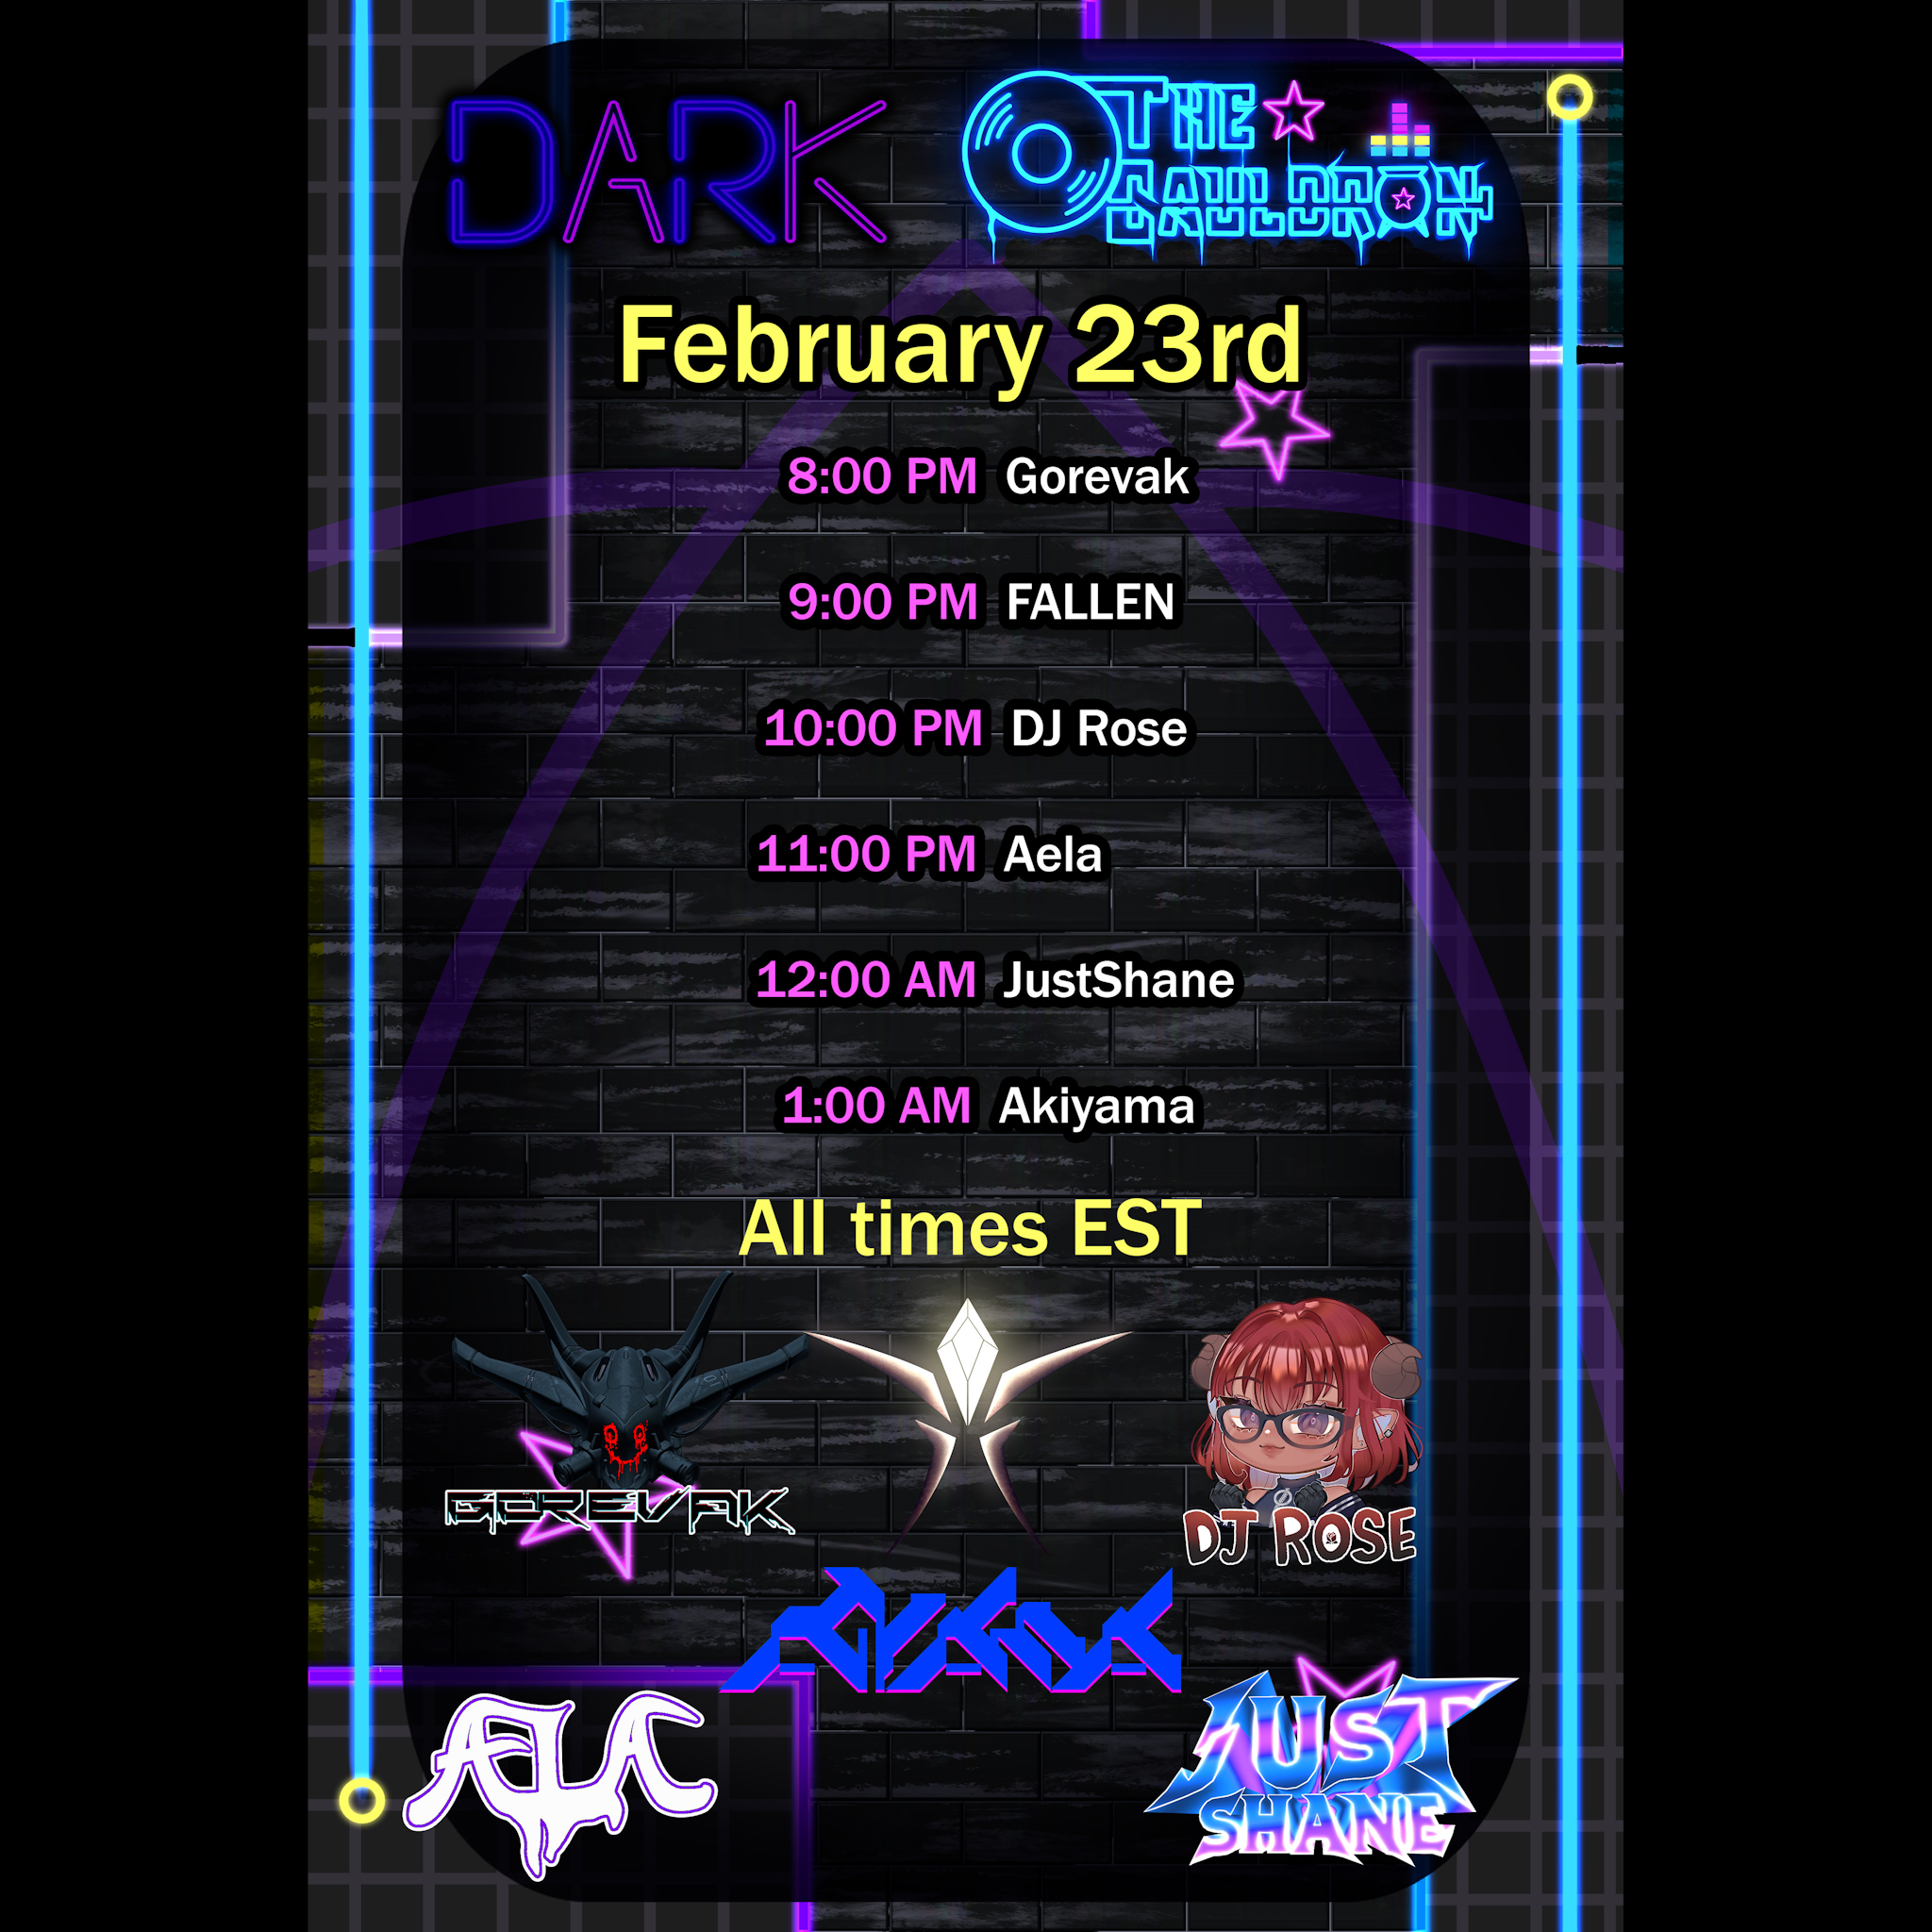 DARK
THE
CAULDRON
February 23rd
8:00 PM Gorevak
9:00 PM FALLEN
10:00 PM DJ Rose
11:00 PM Aela
12:00 AM JustShane
1:00 AM Akiyama
All times EST
GOREVAK
DJ ROSE
AELA
JUST
SHANE